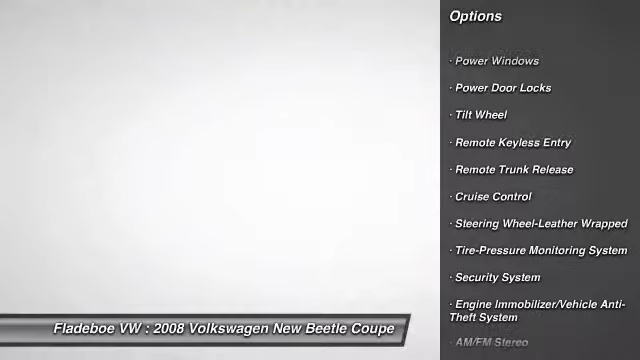 Options
· Power Windows
· Power Door Locks
· Tilt Wheel
· Remote Keyless Entry
· Remote Trunk Release
· Cruise Control
· Steering Wheel-Leather Wrapped
· Tire-Pressure Monitoring System
· Security System
· Engine Immobilizer/Vehicle Anti-
Theft System
· AM/FM Stereo
Fladeboe VW : 2008 Volkswagen New Beetle Coupe